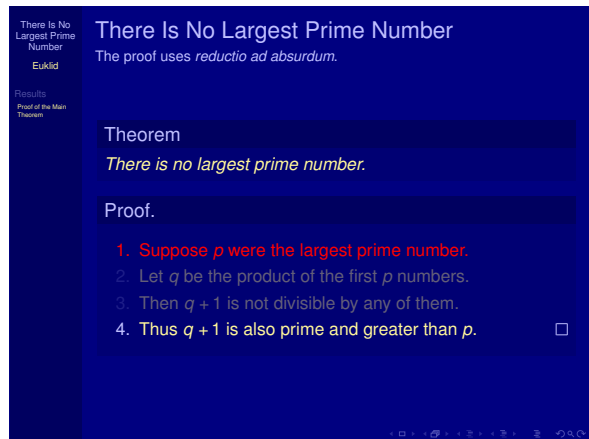 There Is No
Largest Prime
Number
Euklid
Results
Proof of the Main
Theorem
There Is No Largest Prime Number
The proof uses reductio ad absurdum.
Theorem
There is no largest prime number.
Proof.
1. Suppose p were the largest prime number.
2. Let q be the product of the first p numbers.
3. Then q + 1 is not divisible by any of them.
4. Thus q + 1 is also prime and greater than p. □